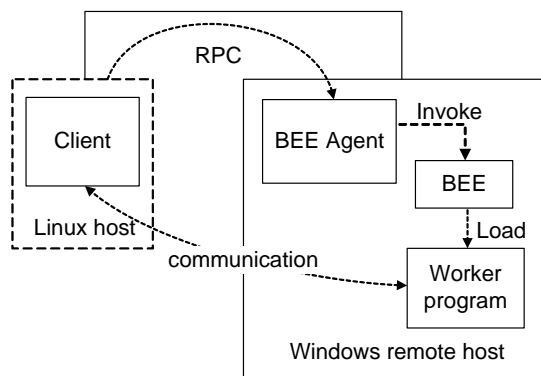 RPC
Client
Linux host
BEE Agent
Invoke
BEE
Load
communication
Worker
program
Windows remote host